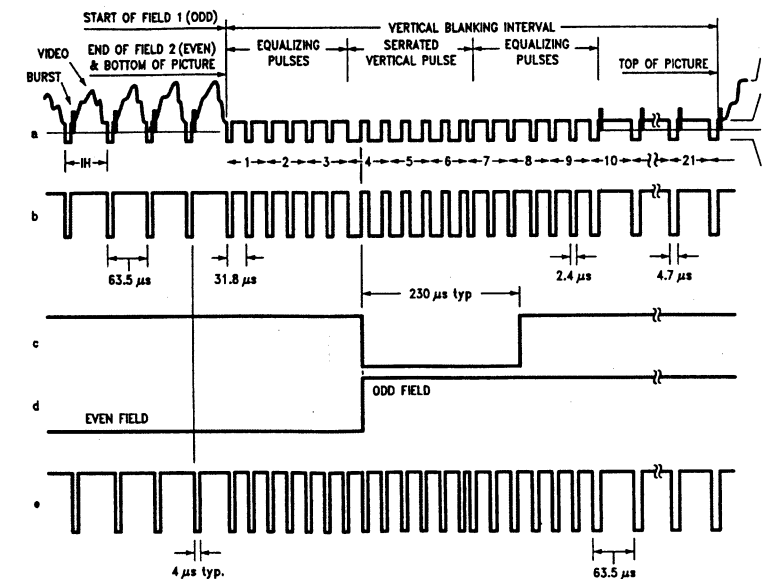 START OF FIELD 1 (ODD)
VERTICAL BLANKING INTERVAL
VIDEO
BURST
END OF FIELD 2 (EVEN)
& BOTTOM OF PICTURE
EQUALIZING
PULSES
SERRATED
VERTICAL PULSE
EQUALIZING
PULSES
TOP OF PICTURE
a
IH
1 2 3 4 5 6 7 8 9 10 21
b
63.5 µs
31.8 µs
2.4 µs
4.7 µs
230 µs typ
c
d
EVEN FIELD
ODD FIELD
e
4 µs typ.
63.5 µs